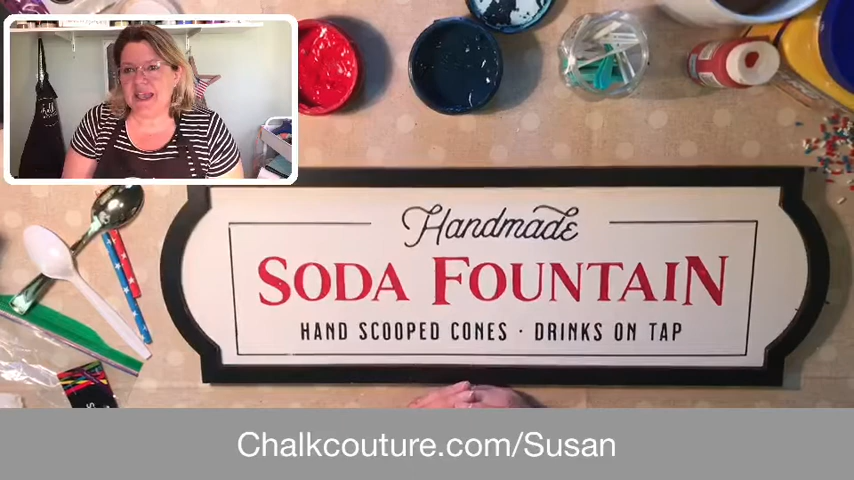 Handmade
SODA FOUNTAIN
HAND SCOOPED CONES · DRINKS ON TAP
Chalkcouture.com/Susan